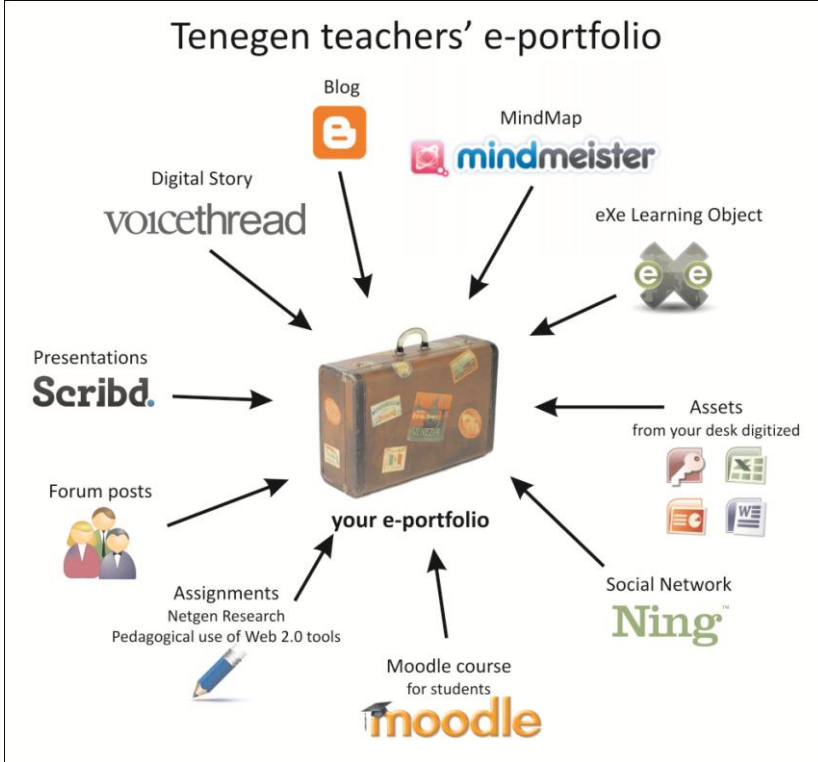 Tenegen teachers' e-portfolio
Blog
MindMap
mindmeister
Digital Story
voicethread
eXe Learning Object
e e
Presentations
Scribd.
Assets
from your desk digitized
Forum posts
your e-portfolio
Assignments
Netgen Research
Pedagogical use of Web 2.0 tools
Social Network
Ning™
Moodle course
for students
moodle